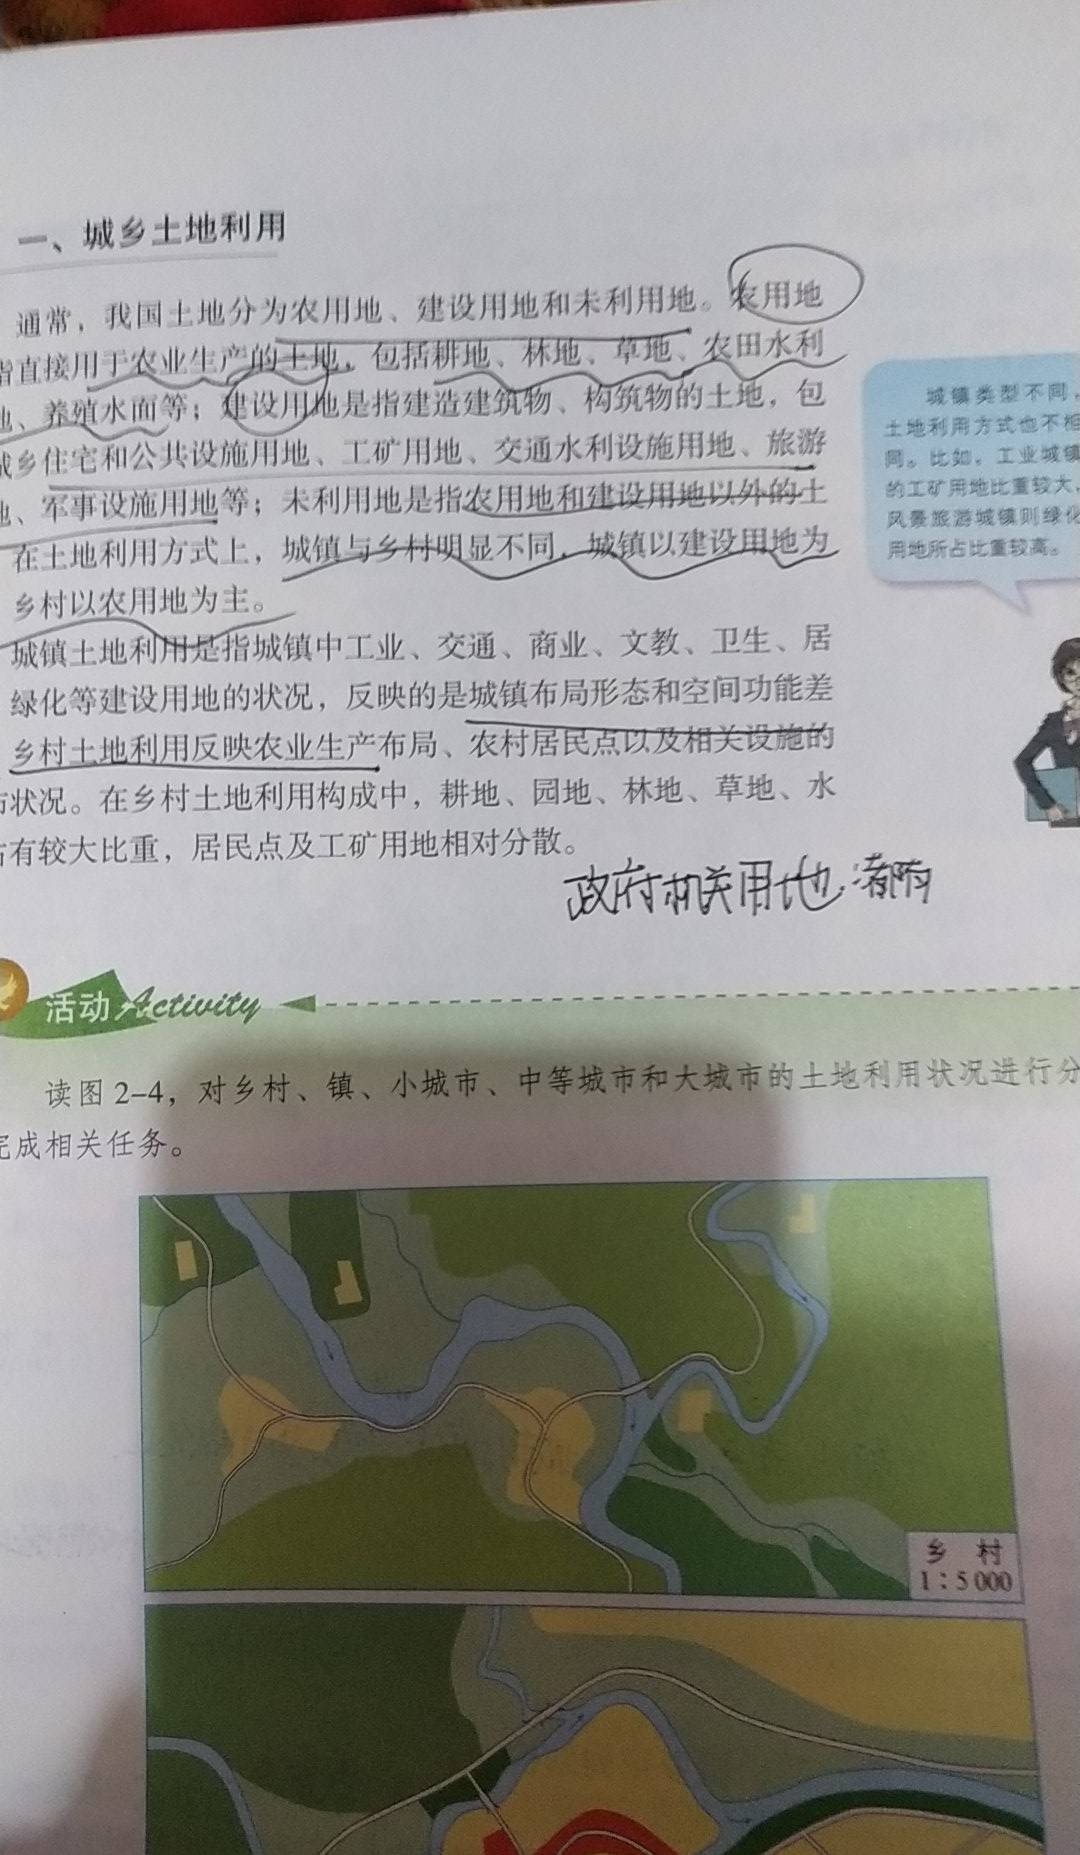 一、城乡土地利用
通常，我国土地分为农用地、建设用地和未利用地。农用地
指直接用于农业生产的土地，包括耕地、林地、草地、农田水利
地、养殖水面等；建设用地是指建造建筑物、构筑物的土地，包
城乡住宅和公共设施用地、工矿用地、交通水利设施用地、旅游
地、军事设施用地等；未利用地是指农用地和建设用地以外的土
在土地利用方式上，城镇与乡村明显不同，城镇以建设用地为
乡村以农用地为主。
城镇土地利用是指城镇中工业、交通、商业、文教、卫生、居
绿化等建设用地的状况，反映的是城镇布局形态和空间功能差
乡村土地利用反映农业生产布局、农村居民点以及相关设施的
布状况。在乡村土地利用构成中，耕地、园地、林地、草地、水
占有较大比重，居民点及工矿用地相对分散。
政府机关用地
城镇类型不同，
土地利用方式也不相
同。比如，工业城镇
的工矿用地比重较大，
风景旅游城镇则绿化
用地所占比重较高。
活动 Activity
读图 2-4，对乡村、镇、小城市、中等城市和大城市的土地利用状况进行分
完成相关任务。
乡 村
1：5 000